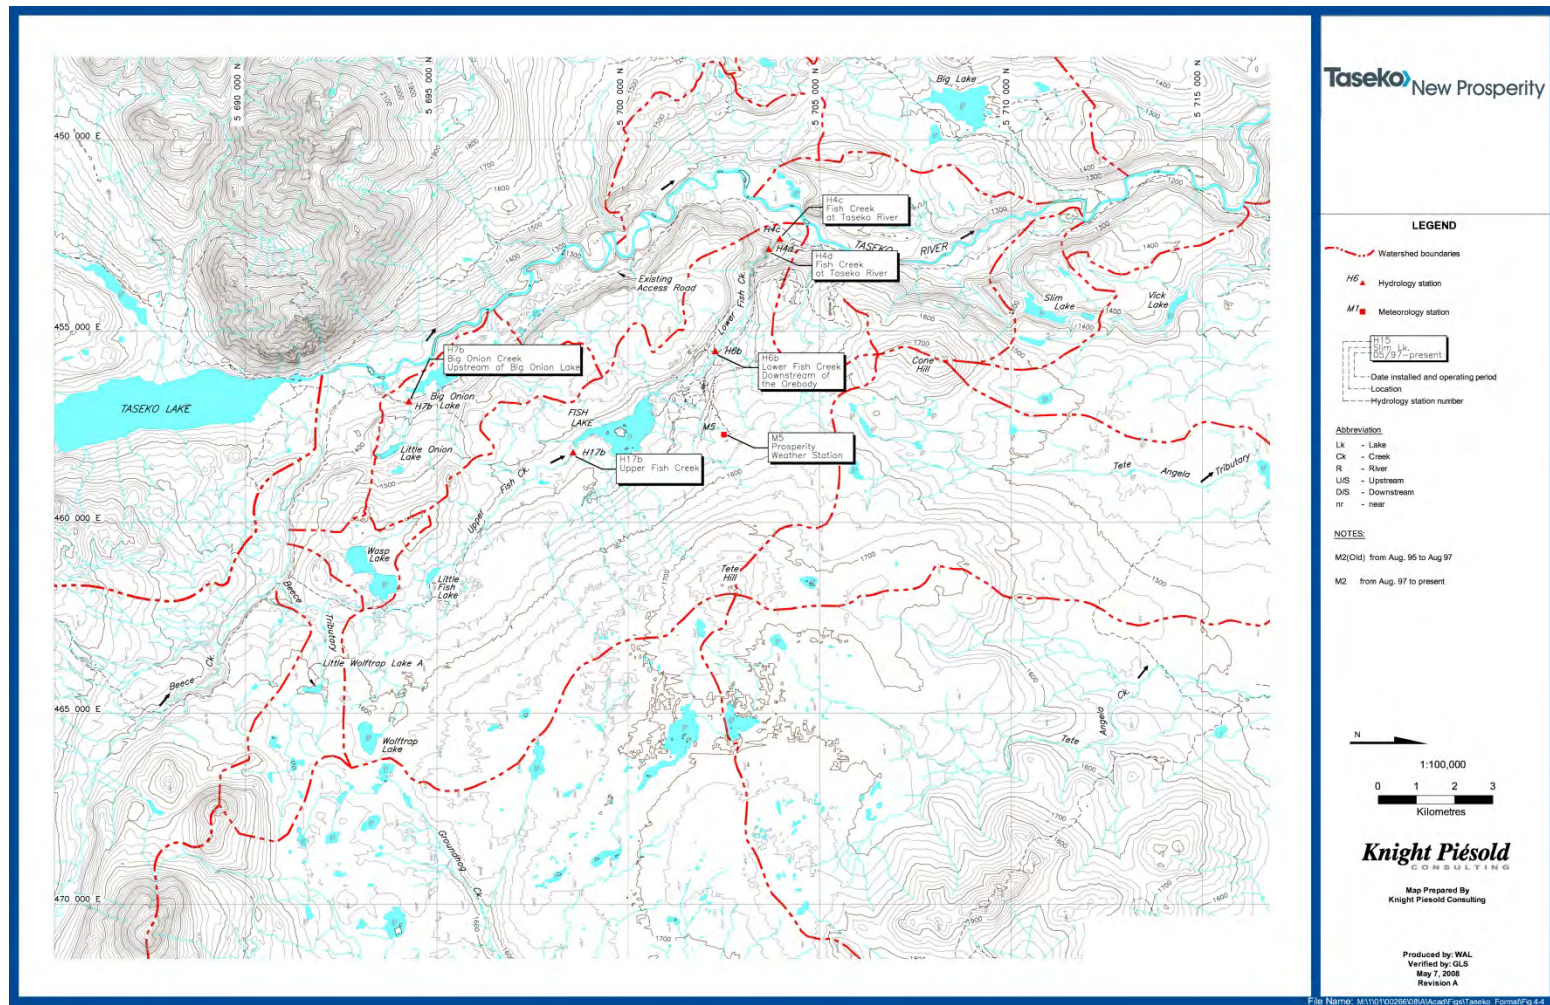 5 690 000 N
5 695 000 N
5 700 000 N
5 705 000 N
5 710 000 N
5 715 000 N
450 000 E
455 000 E
460 000 E
465 000 E
470 000 E
Big Lake
H4c
Fish Creek
at Taseko River
H4c
H4d
H4d
Fish Creek
at Taseko River
TASEKO
RIVER
Existing
Access Road
Lower Fish Ck.
Slim
Lake
Vick
Lake
H7b
Big Onion Creek
Upstream of Big Onion Lake
H6b
H6b
Lower Fish Creek
Downstream of
the Orebody
Cone
Hill
TASEKO LAKE
Big Onion
Lake
H7b
FISH
LAKE
M5
M5
Prosperity
Weather Station
Little Onion
Lake
H17b
H17b
Upper Fish Creek
Upper
Fish Ck.
Tete
Angela
Tributary
Wasp
Lake
Little
Fish
Lake
Tete
Hill
Beece
Tributary
Little Wolftrap Lake A
Beece
Ck.
Wolftrap
Lake
Groundhog
Ck.
Tete
Angela
Ck.
Taseko New Prosperity
LEGEND
Watershed boundaries
H6
Hydrology station
M1
Meteorology station
H15
Slim Lk.
05/97-present
Date installed and operating period
Location
Hydrology station number
Abbreviation
Lk - Lake
Ck - Creek
R - River
U/S - Upstream
D/S - Downstream
nr - near
NOTES:
M2(Old) from Aug. 95 to Aug 97
M2 from Aug. 97 to present
N
1:100,000
0 1 2 3
Kilometres
Knight Piésold
CONSULTING
Map Prepared By
Knight Piesold Consulting
Produced by: WAL
Verified by: GLS
May 7, 2008
Revision A